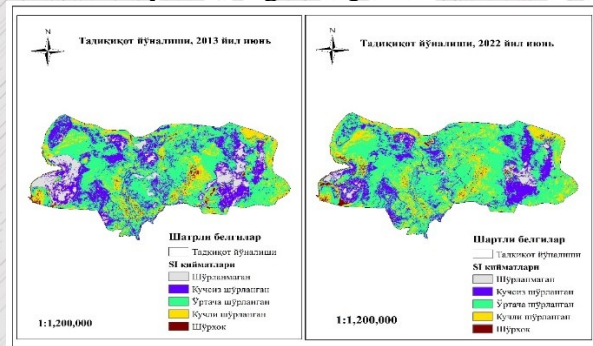 N
Тадқиқот йўналиши, 2013 йил июнь
Шатрли белгилар
Тадқиқот йўналиши
SI қийматлари
Шўрланмаган
Кучсиз шўрланган
Ўртача шўрланган
Кучли шўрланган
Шўрхок
1:1,200,000
N
Тадқиқот йўналиши, 2022 йил июнь
Шартли белгилар
Тадқиқот йўналиши
SI қийматлари
Шўрланмаган
Кучсиз шўрланган
Ўртача шўрланган
Кучли шўрланган
Шўрхок
1:1,200,000